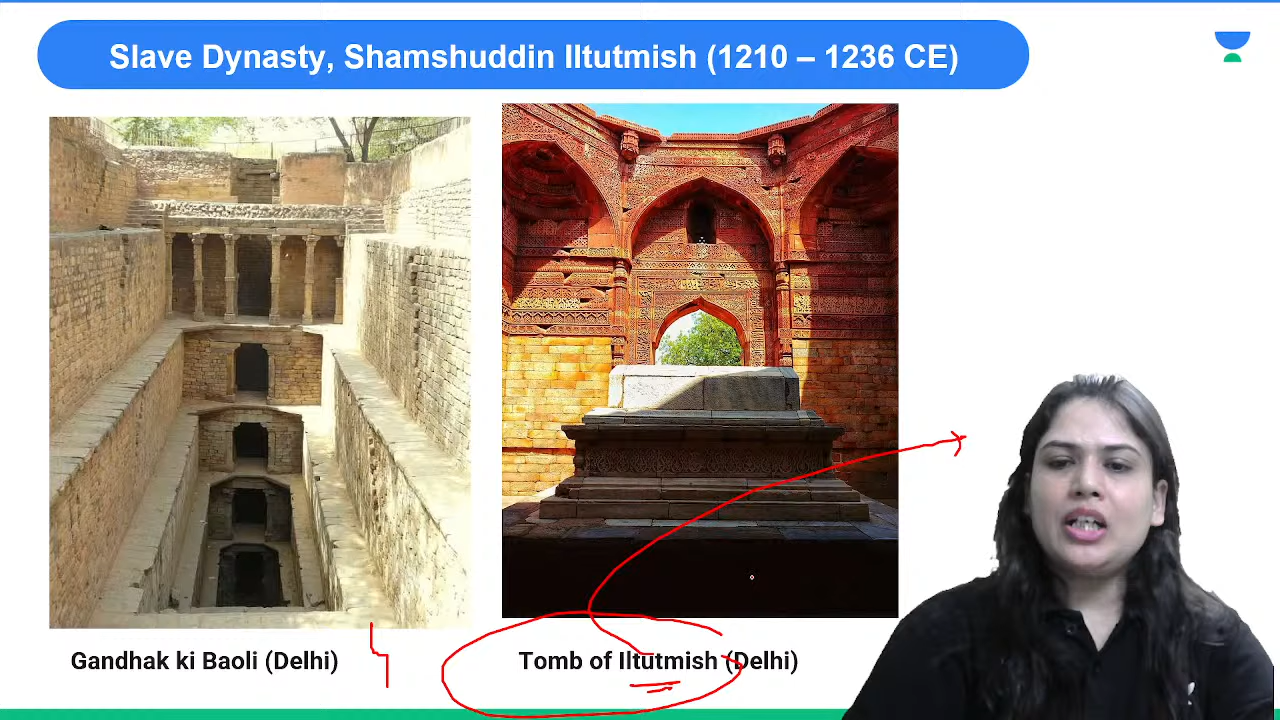 Slave Dynasty, Shamshuddin Iltutmish (1210 – 1236 CE)
Gandhak ki Baoli (Delhi)
Tomb of Iltutmish (Delhi)